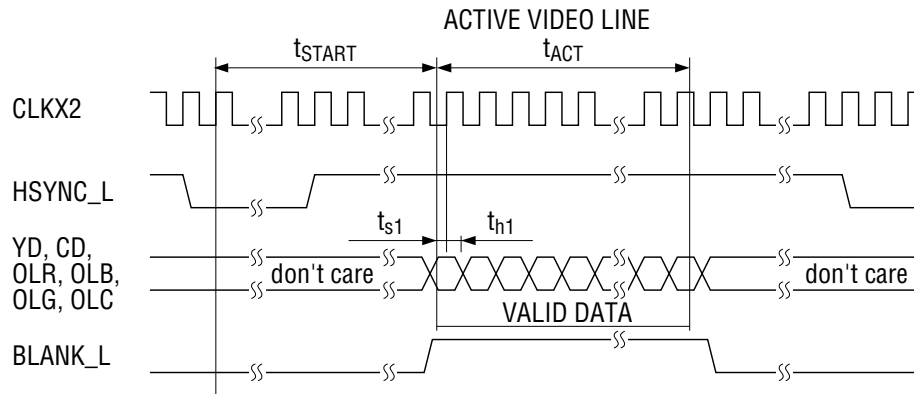 ACTIVE VIDEO LINE
tSTART
tACT
CLKX2
HSYNC_L
ts1
th1
YD, CD,
OLR, OLB,
OLG, OLC
don't care
don't care
VALID DATA
BLANK_L